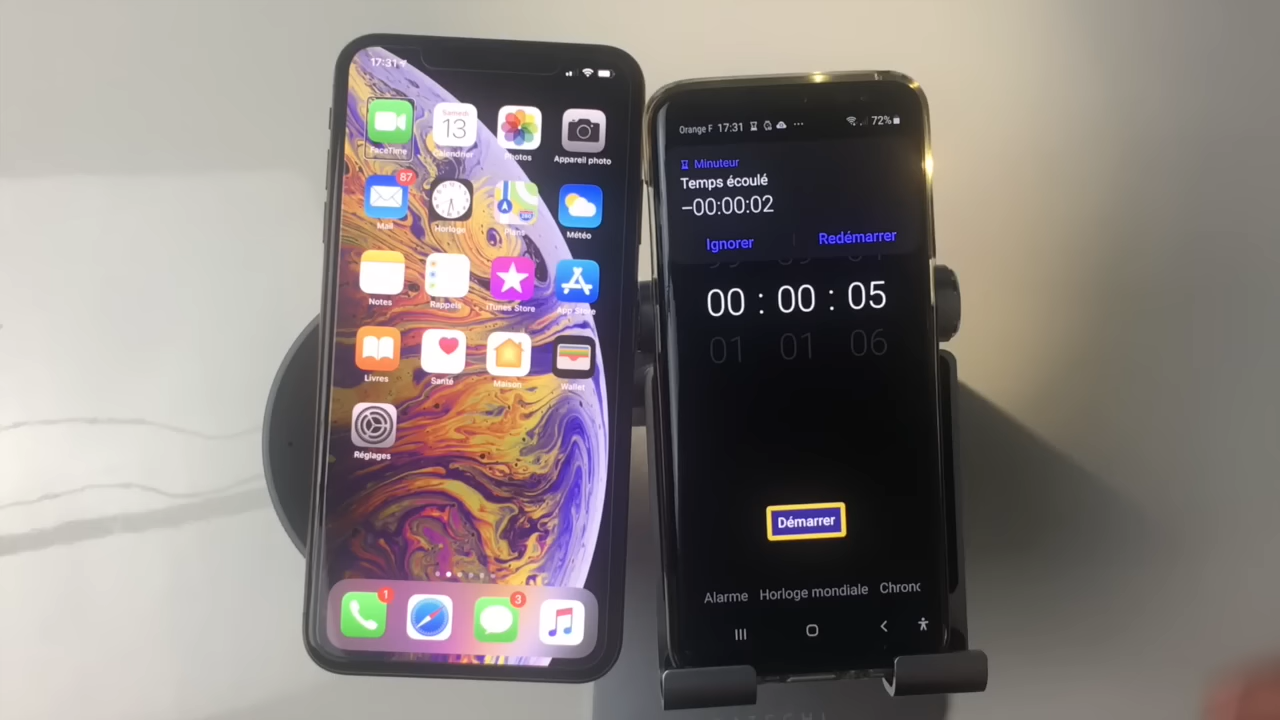 17:31
FaceTime
Samedi
13
Calendrier
Photos
Appareil photo
87
Mail
Horloge
Plans
Météo
Notes
Rappels
iTunes Store
App Store
Livres
Santé
Maison
Wallet
Réglages
1
3
Orange F 17:31
72%
Minuteur
Temps écoulé
−00:00:02
Ignorer
Redémarrer
00 : 00 : 05
01 01 06
Démarrer
Alarme Horloge mondiale Chrono